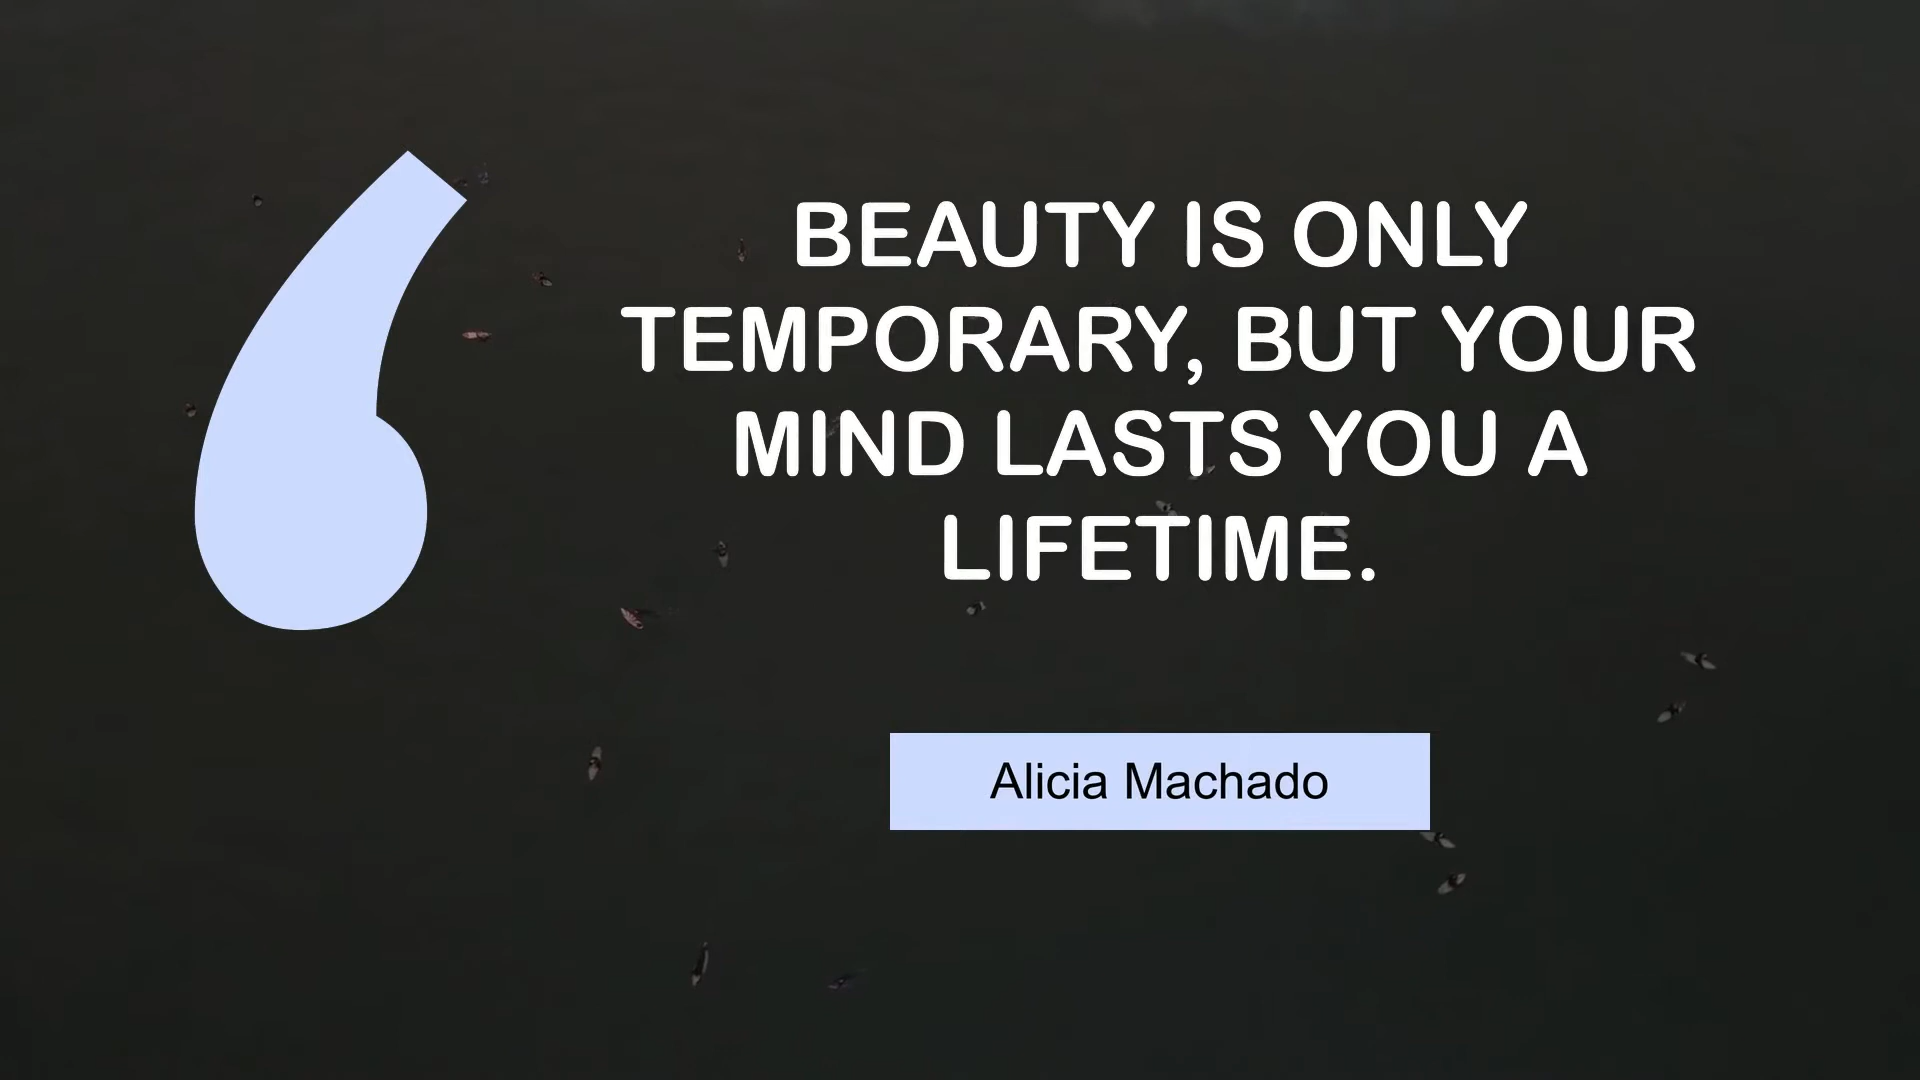 BEAUTY IS ONLY
TEMPORARY, BUT YOUR
MIND LASTS YOU A
LIFETIME.
Alicia Machado